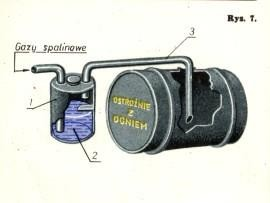 Rys. 7.
Gazy spalinowe
3
1
2
OSTROŻNIE
Z
OGNIEM